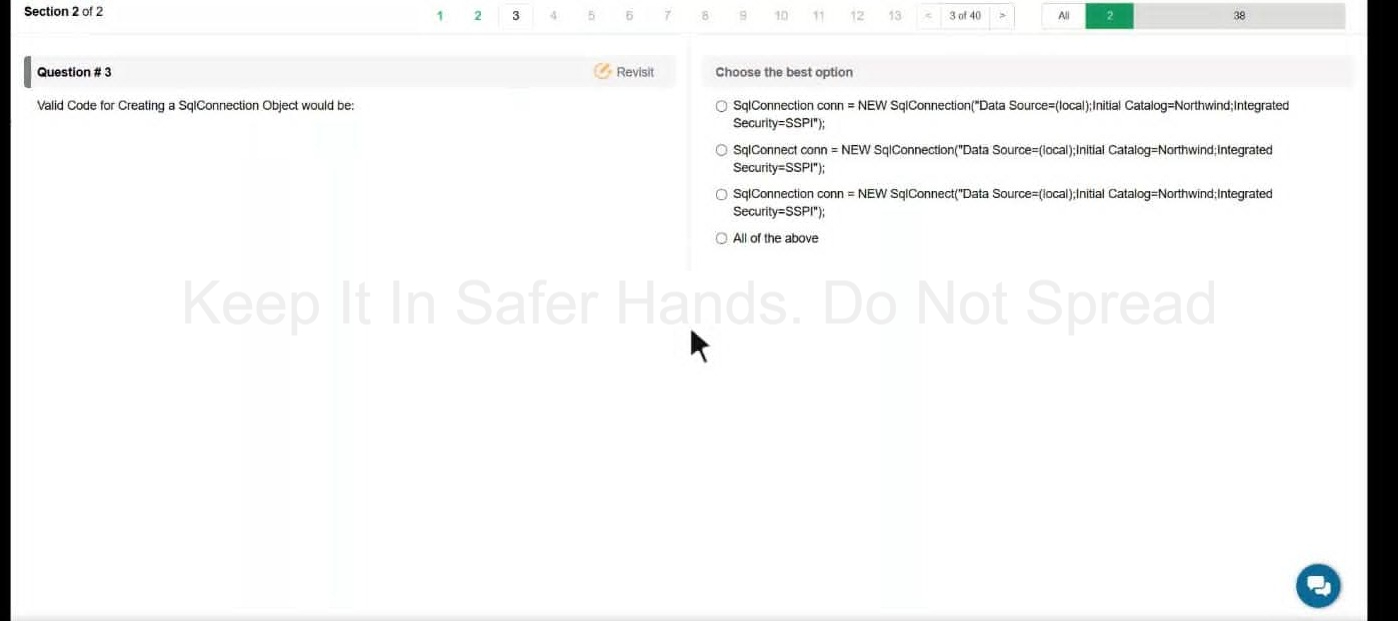 Section 2 of 2
1 2 3 4 5 6 7 8 9 10 11 12 13 < 3 of 40 > All 2 38
Question # 3
Revisit
Valid Code for Creating a SqlConnection Object would be:
Choose the best option
SqlConnection conn = NEW SqlConnection("Data Source=(local);Initial Catalog=Northwind;Integrated
Security=SSPI");
SqlConnect conn = NEW SqlConnection("Data Source=(local);Initial Catalog=Northwind;Integrated
Security=SSPI");
SqlConnection conn = NEW SqlConnect("Data Source=(local);Initial Catalog=Northwind;Integrated
Security=SSPI");
All of the above
Keep It In Safer Hands. Do Not Spread